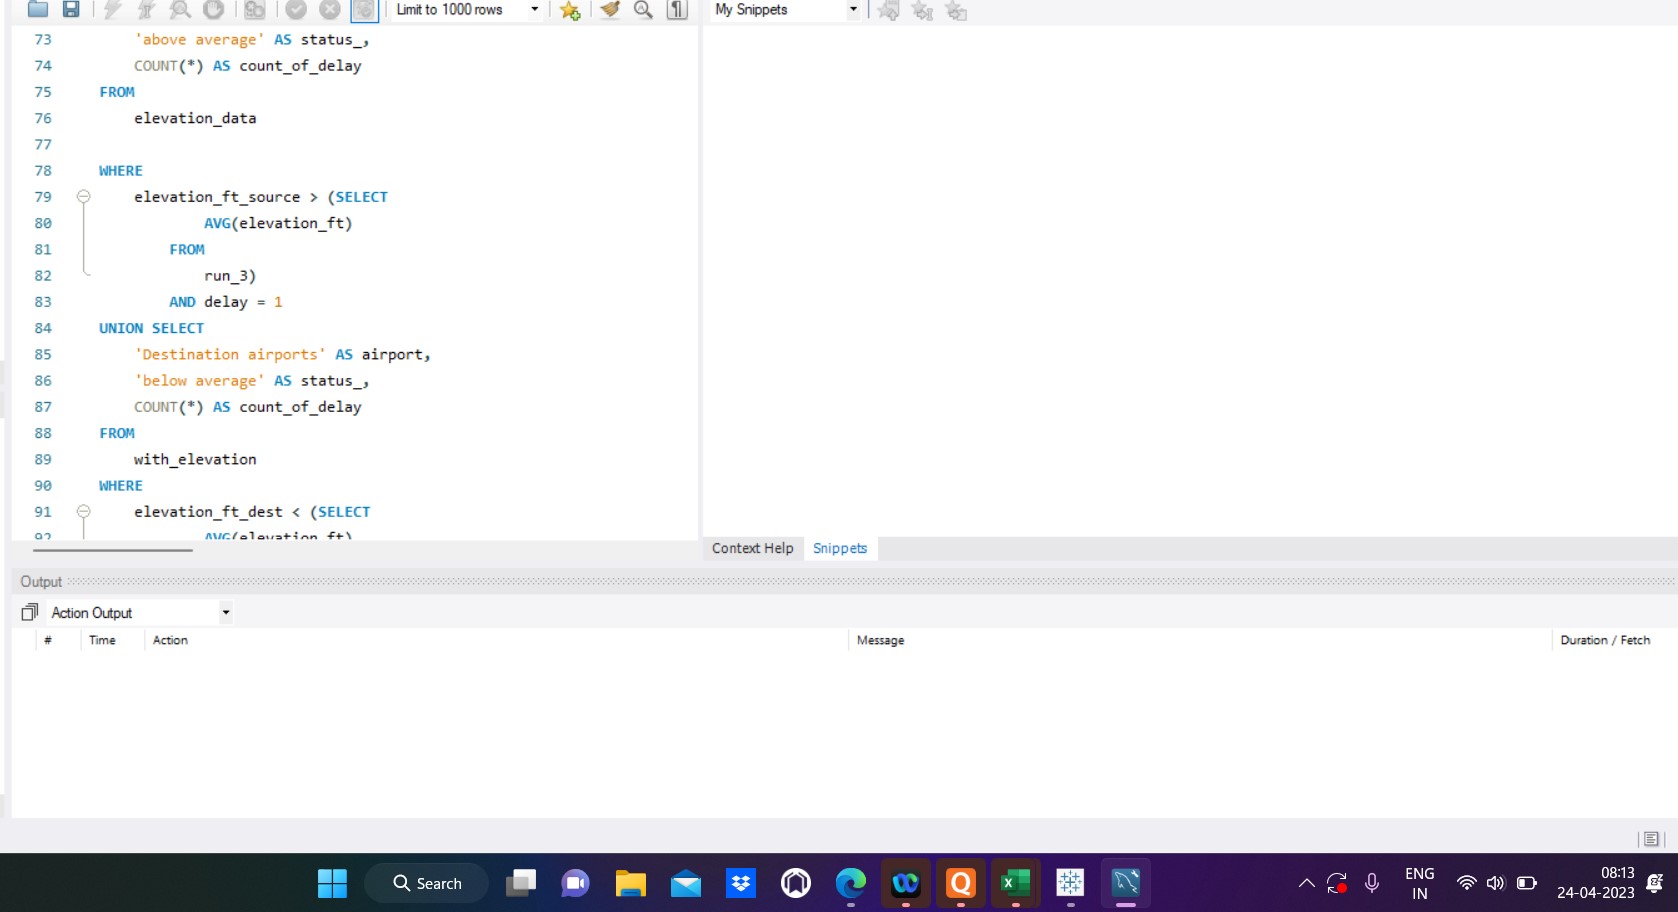 Limit to 1000 rows
My Snippets
73 'above average' AS status_,
74 COUNT(*) AS count_of_delay
75 FROM
76 elevation_data
77
78 WHERE
79 elevation_ft_source > (SELECT
80 AVG(elevation_ft)
81 FROM
82 run_3)
83 AND delay = 1
84 UNION SELECT
85 'Destination airports' AS airport,
86 'below average' AS status_,
87 COUNT(*) AS count_of_delay
88 FROM
89 with_elevation
90 WHERE
91 elevation_ft_dest < (SELECT
92 AVG(elevation_ft)
Context Help Snippets
Output
Action Output
# Time Action Message Duration / Fetch
Search
ENG
IN
08:13
24-04-2023